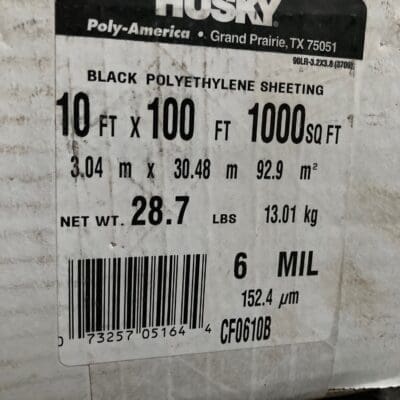 HUSKY
Poly-America • Grand Prairie, TX 75051
BLACK POLYETHYLENE SHEETING
10 FT X 100 FT 1000 SQ FT
3.04 m x 30.48 m 92.9 m²
NET WT. 28.7 LBS 13.01 kg
6 MIL
152.4 µm
0 73257 05164 4
CF0610B